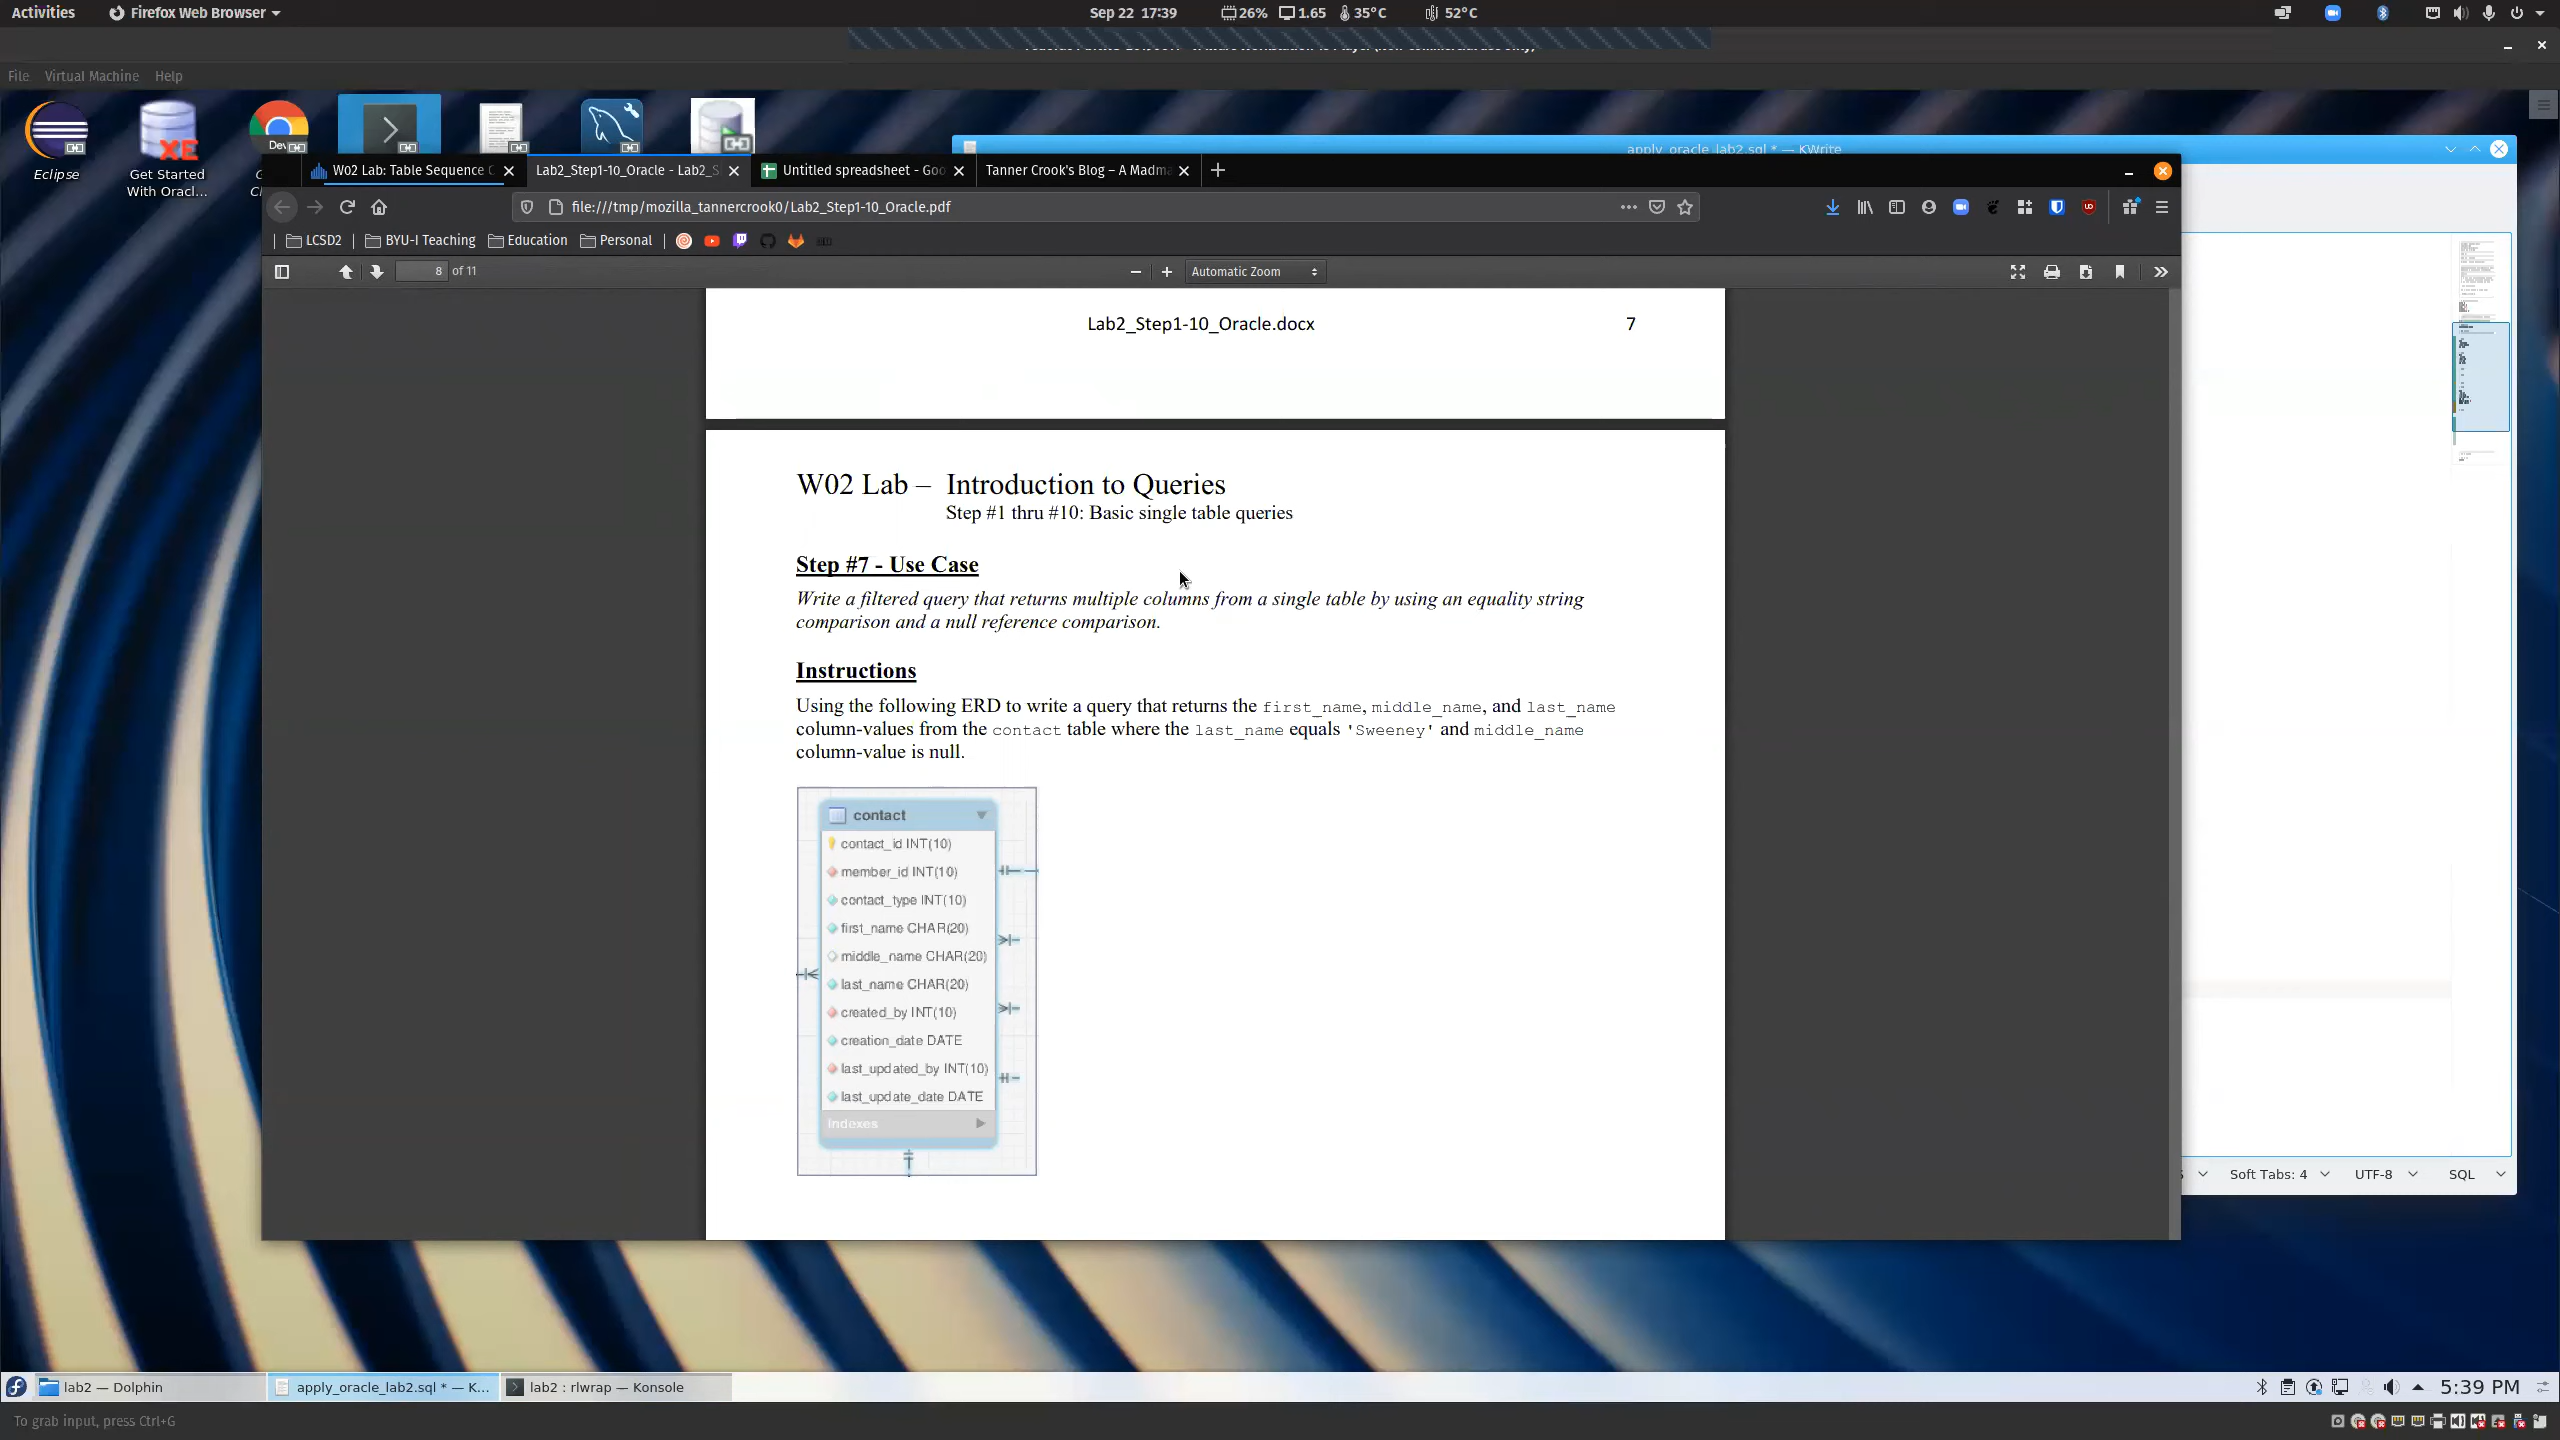 Activities
Firefox Web Browser
Sep 22 17:39
26%
1.65
35°C
52°C
File Virtual Machine Help
Eclipse
XE
Get Started
With Oracl...
Dev
apply_oracle_lab2.sql * — KWrite
W02 Lab: Table Sequence
Lab2_Step1-10_Oracle - Lab2_S
Untitled spreadsheet - Goo
Tanner Crook's Blog – A Madma
file:///tmp/mozilla_tannercrook0/Lab2_Step1-10_Oracle.pdf
LCSD2
BYU-I Teaching
Education
Personal
8 of 11
Automatic Zoom
Lab2_Step1-10_Oracle.docx 7
W02 Lab – Introduction to Queries
Step #1 thru #10: Basic single table queries
Step #7 - Use Case
Write a filtered query that returns multiple columns from a single table by using an equality string
comparison and a null reference comparison.
Instructions
Using the following ERD to write a query that returns the first_name, middle_name, and last_name
column-values from the contact table where the last_name equals 'Sweeney' and middle_name
column-value is null.
contact
contact_id INT(10)
member_id INT(10)
contact_type INT(10)
first_name CHAR(20)
middle_name CHAR(20)
last_name CHAR(20)
created_by INT(10)
creation_date DATE
last_updated_by INT(10)
last_update_date DATE
Indexes
Soft Tabs: 4
UTF-8
SQL
lab2 — Dolphin
apply_oracle_lab2.sql * — K...
lab2 : rlwrap — Konsole
5:39 PM
To grab input, press Ctrl+G